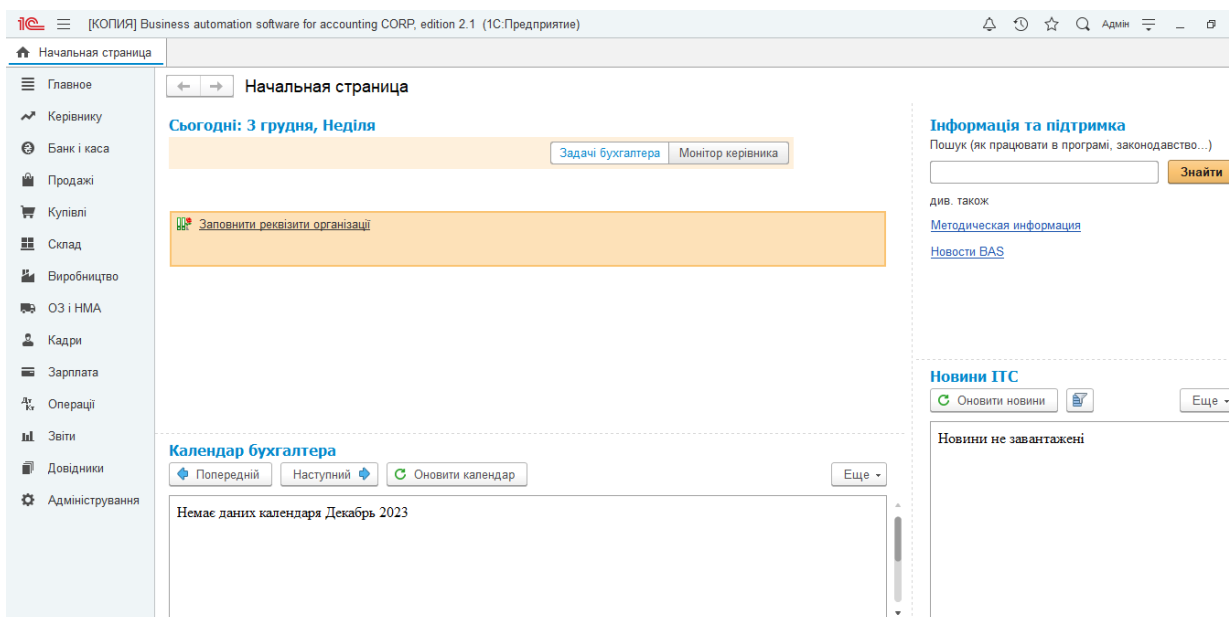 1С [КОПИЯ] Business automation software for accounting CORP, edition 2.1 (1С:Предприятие) Адмін
Начальная страница
Главное
Керівнику
Банк і каса
Продажі
Купівлі
Склад
Виробництво
ОЗ і НМА
Кадри
Зарплата
Дт Кт Операції
Звіти
Довідники
Адміністрування
Начальная страница
Сьогодні: 3 грудня, Неділя
Задачі бухгалтера Монітор керівника
Заповнити реквізити організації
Календар бухгалтера
Попередній Наступний Оновити календар Еще
Немає даних календаря Декабрь 2023
Інформація та підтримка
Пошук (як працювати в програмі, законодавство...)
Знайти
див. також
Методическая информация
Новости BAS
Новини ІТС
Оновити новини Еще
Новини не завантажені